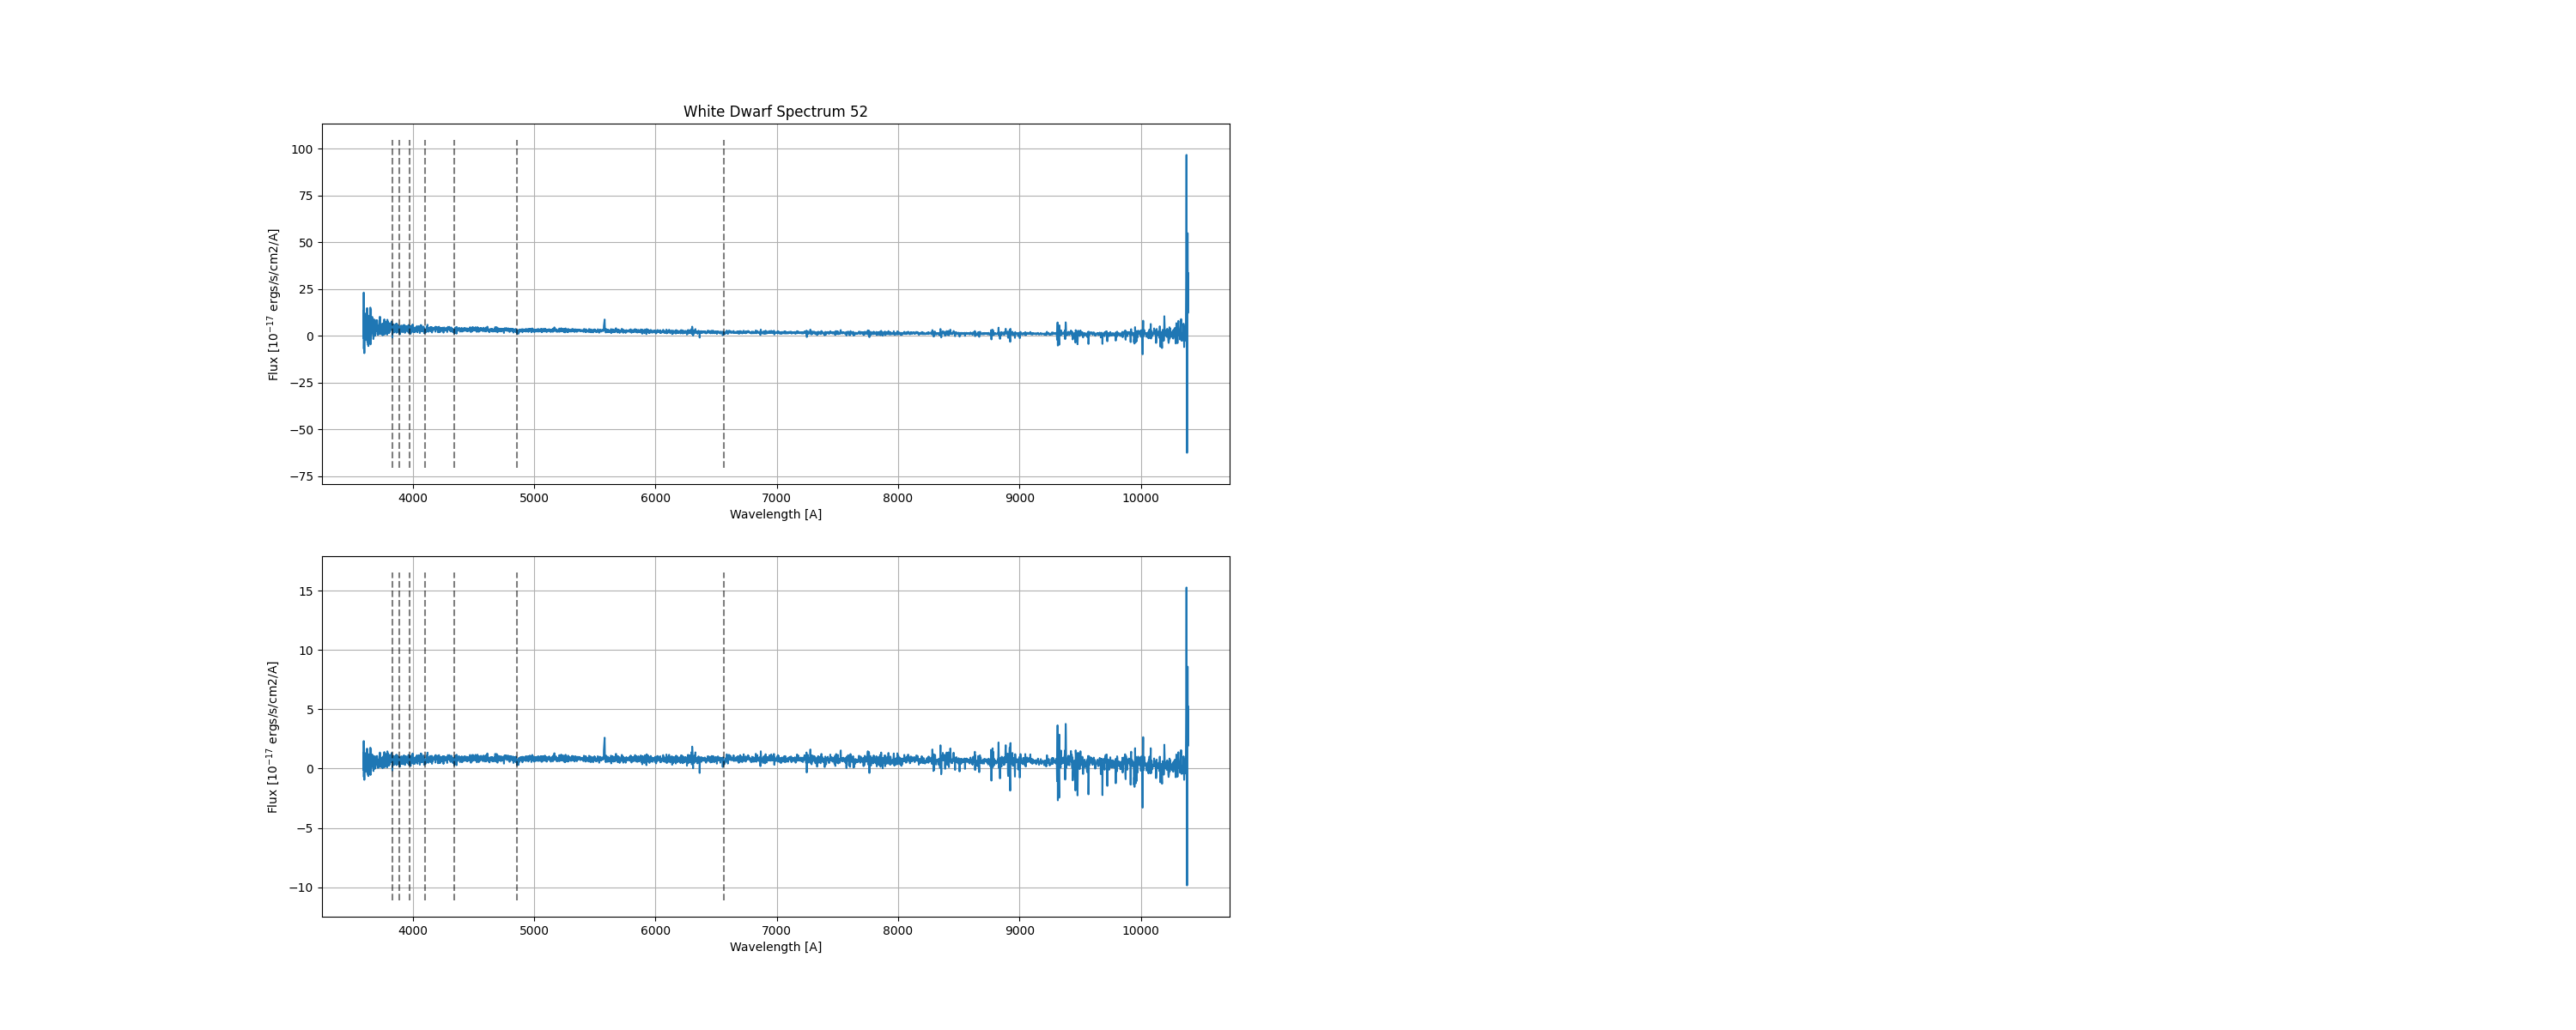 White Dwarf Spectrum 52
100
75
50
25
0
−25
−50
−75
Flux [10⁻¹⁷ ergs/s/cm2/A]
4000 5000 6000 7000 8000 9000 10000
Wavelength [A]
15
10
5
0
−5
−10
Flux [10⁻¹⁷ ergs/s/cm2/A]
4000 5000 6000 7000 8000 9000 10000
Wavelength [A]